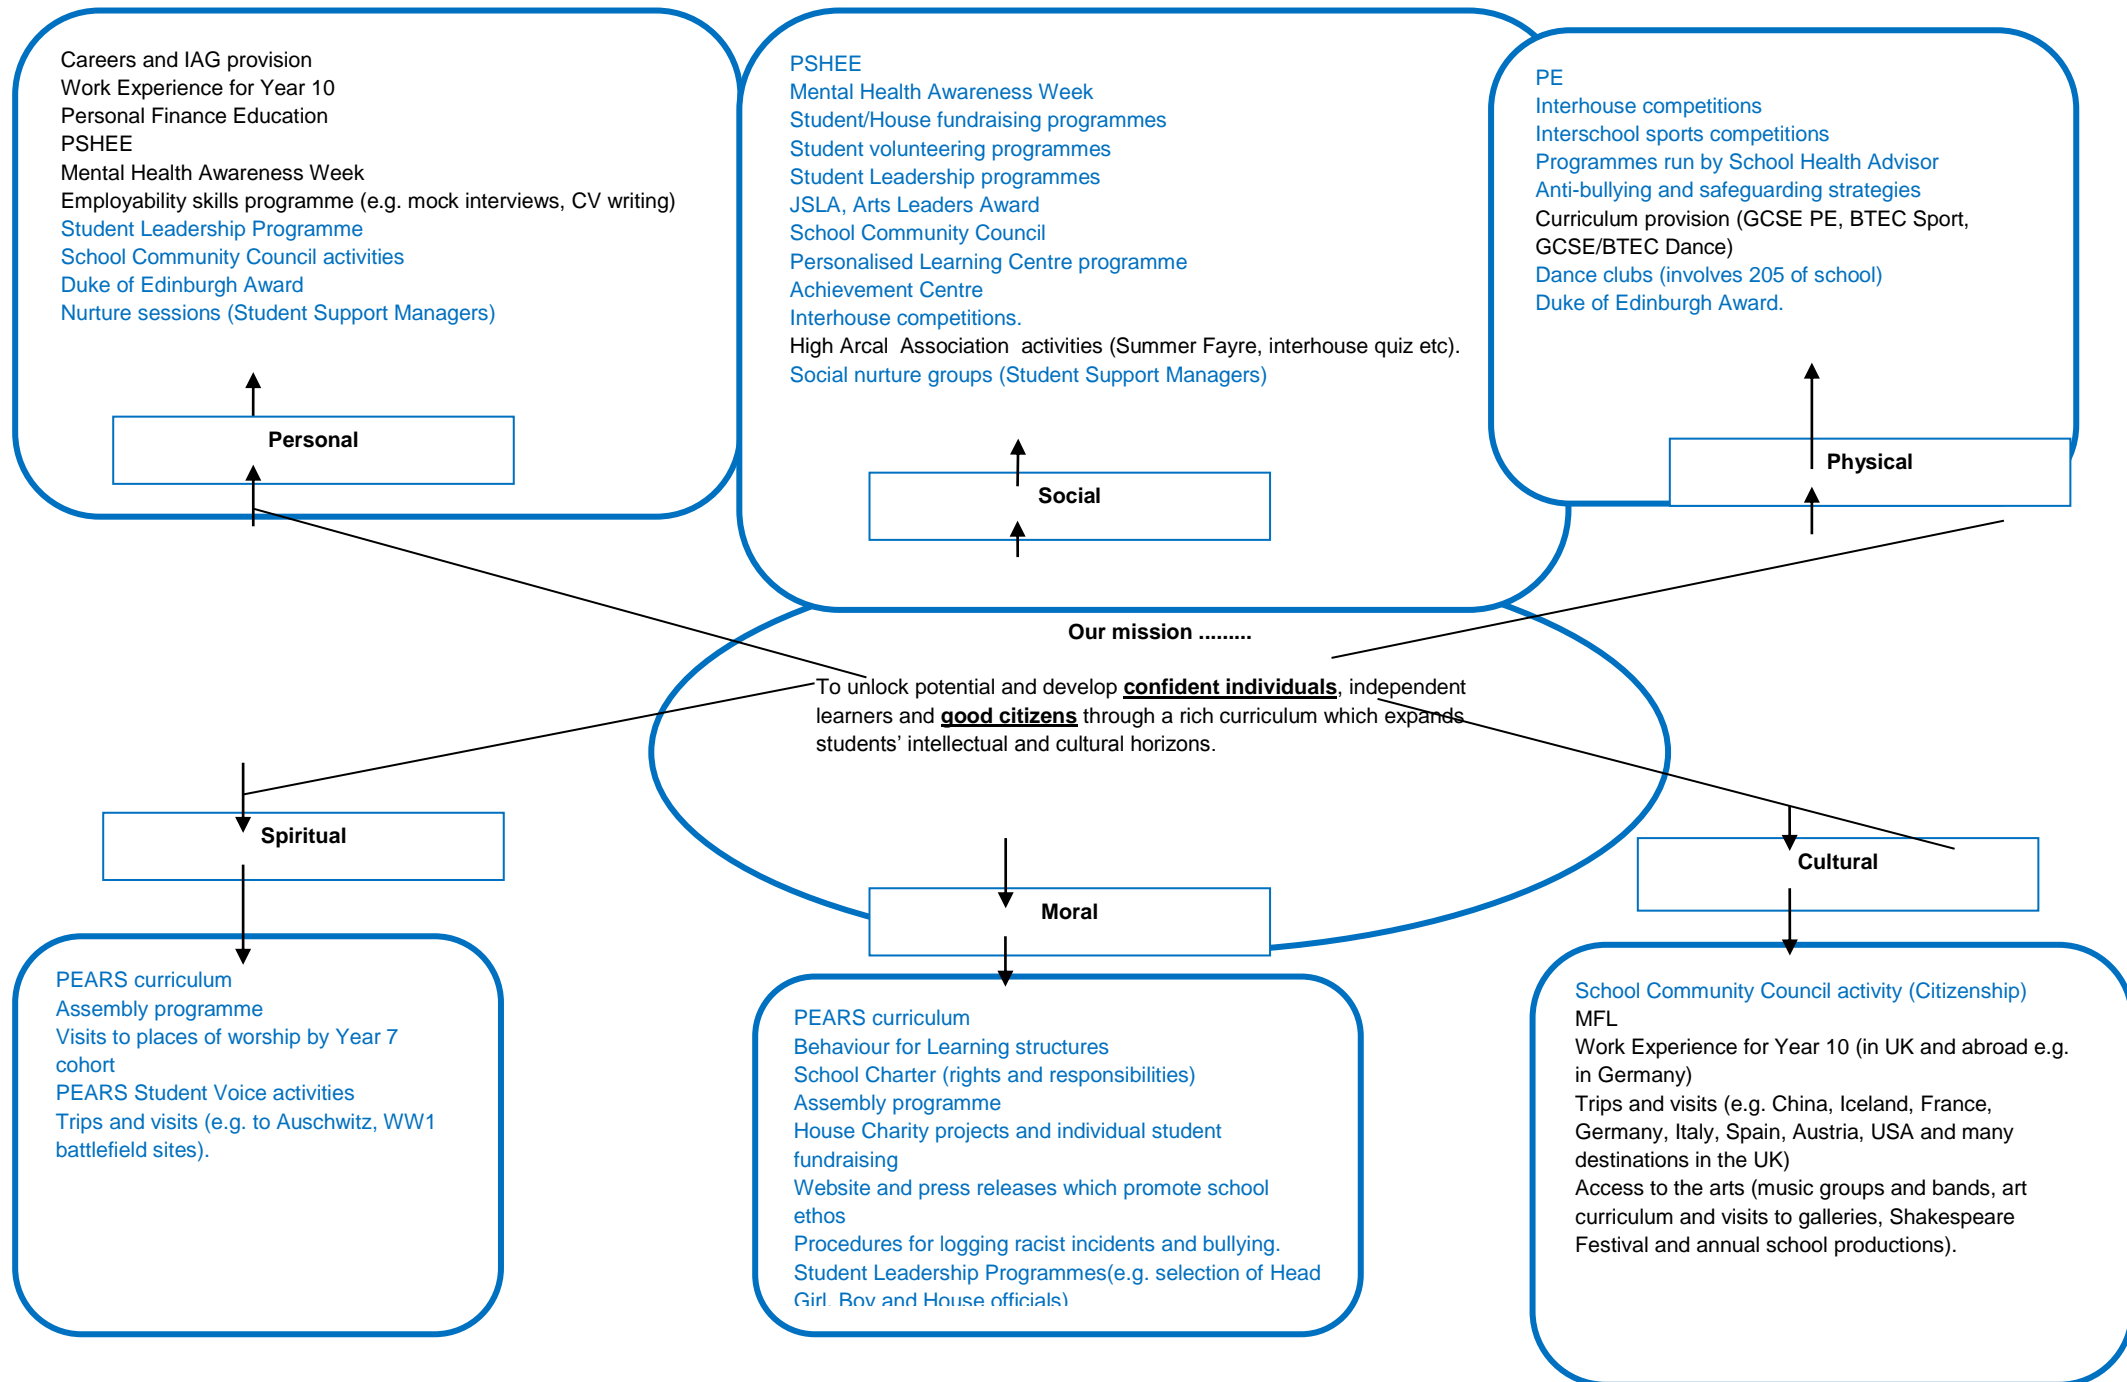 Careers and IAG provision
Work Experience for Year 10
Personal Finance Education
PSHEE
Mental Health Awareness Week
Employability skills programme (e.g. mock interviews, CV writing)
Student Leadership Programme
School Community Council activities
Duke of Edinburgh Award
Nurture sessions (Student Support Managers)
Personal
PSHEE
Mental Health Awareness Week
Student/House fundraising programmes
Student volunteering programmes
Student Leadership programmes
JSLA, Arts Leaders Award
School Community Council
Personalised Learning Centre programme
Achievement Centre
Interhouse competitions.
High Arcal  Association  activities (Summer Fayre, interhouse quiz etc).
Social nurture groups (Student Support Managers)
Social
PE
Interhouse competitions
Interschool sports competitions
Programmes run by School Health Advisor
Anti-bullying and safeguarding strategies
Curriculum provision (GCSE PE, BTEC Sport,
GCSE/BTEC Dance)
Dance clubs (involves 205 of school)
Duke of Edinburgh Award.
Physical
Our mission .........
To unlock potential and develop confident individuals, independent
learners and good citizens through a rich curriculum which expands
students’ intellectual and cultural horizons.
Spiritual
PEARS curriculum
Assembly programme
Visits to places of worship by Year 7
cohort
PEARS Student Voice activities
Trips and visits (e.g. to Auschwitz, WW1
battlefield sites).
Moral
PEARS curriculum
Behaviour for Learning structures
School Charter (rights and responsibilities)
Assembly programme
House Charity projects and individual student
fundraising
Website and press releases which promote school
ethos
Procedures for logging racist incidents and bullying.
Student Leadership Programmes(e.g. selection of Head
Girl, Boy and House officials)
Cultural
School Community Council activity (Citizenship)
MFL
Work Experience for Year 10 (in UK and abroad e.g.
in Germany)
Trips and visits (e.g. China, Iceland, France,
Germany, Italy, Spain, Austria, USA and many
destinations in the UK)
Access to the arts (music groups and bands, art
curriculum and visits to galleries, Shakespeare
Festival and annual school productions).